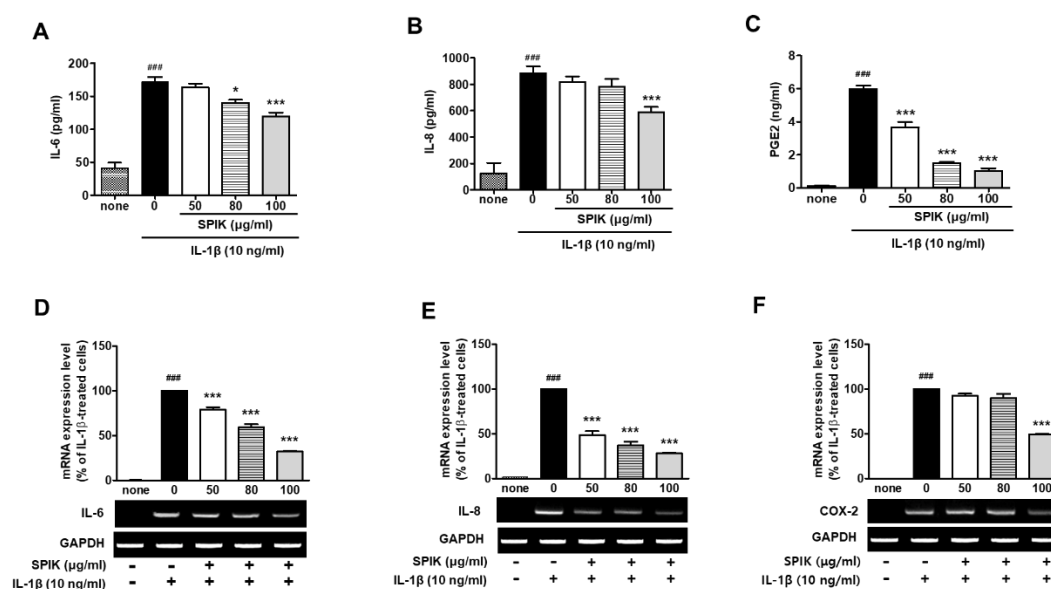 A
IL-6 (pg/ml)
200
150
100
50
0
###
*
***
none 0 50 80 100
SPIK (µg/ml)
IL-1β (10 ng/ml)
B
IL-8 (pg/ml)
1000
800
600
400
200
0
###
***
none 0 50 80 100
SPIK (µg/ml)
IL-1β (10 ng/ml)
C
PGE2 (ng/ml)
6
4
2
0
###
***
***
***
none 0 50 80 100
SPIK (µg/ml)
IL-1β (10 ng/ml)
D
mRNA expression level
(% of IL-1β-treated cells)
150
100
50
0
###
***
***
***
none 0 50 80 100
IL-6
GAPDH
SPIK (µg/ml) - - + + +
IL-1β (10 ng/ml) - + + + +
E
mRNA expression level
(% of IL-1β-treated cells)
150
100
50
0
###
***
***
***
none 0 50 80 100
IL-8
GAPDH
SPIK (µg/ml) - - + + +
IL-1β (10 ng/ml) - + + + +
F
mRNA expression level
(% of IL-1β-treated cells)
150
100
50
0
###
***
none 0 50 80 100
COX-2
GAPDH
SPIK (µg/ml) - - + + +
IL-1β (10 ng/ml) - + + + +